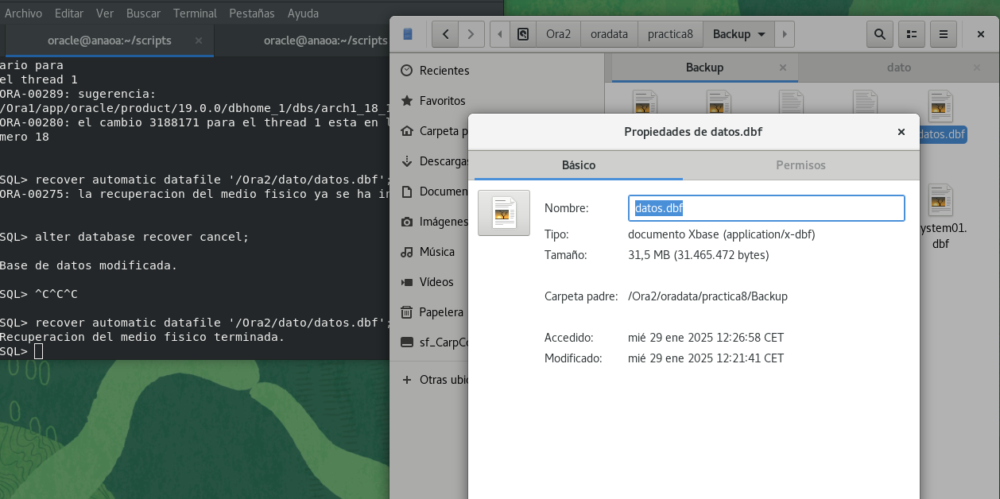 Archivo Editar Ver Buscar Terminal Pestañas Ayuda
oracle@anaoa:~/scripts × oracle@anaoa:~/scripts
ario para
el thread 1
ORA-00289: sugerencia:
/Ora1/app/oracle/product/19.0.0/dbhome_1/dbs/arch1_18_1
ORA-00280: el cambio 3188171 para el thread 1 esta en l
mero 18
SQL> recover automatic datafile '/Ora2/dato/datos.dbf';
ORA-00275: la recuperacion del medio fisico ya se ha in
SQL> alter database recover cancel;
Base de datos modificada.
SQL> ^C^C^C
SQL> recover automatic datafile '/Ora2/dato/datos.dbf';
Recuperacion del medio fisico terminada.
SQL>
Ora2 oradata practica8 Backup
Recientes
Favoritos
Carpeta p
Descargas
Documen
Imágenes
Música
Vídeos
Papelera
sf_CarpCo
+ Otras ubi
Backup × dato ×
datos.dbf
ystem01.
dbf
Propiedades de datos.dbf ×
Básico Permisos
Nombre: datos.dbf
Tipo: documento Xbase (application/x-dbf)
Tamaño: 31,5 MB (31.465.472 bytes)
Carpeta padre: /Ora2/oradata/practica8/Backup
Accedido: mié 29 ene 2025 12:26:58 CET
Modificado: mié 29 ene 2025 12:21:41 CET